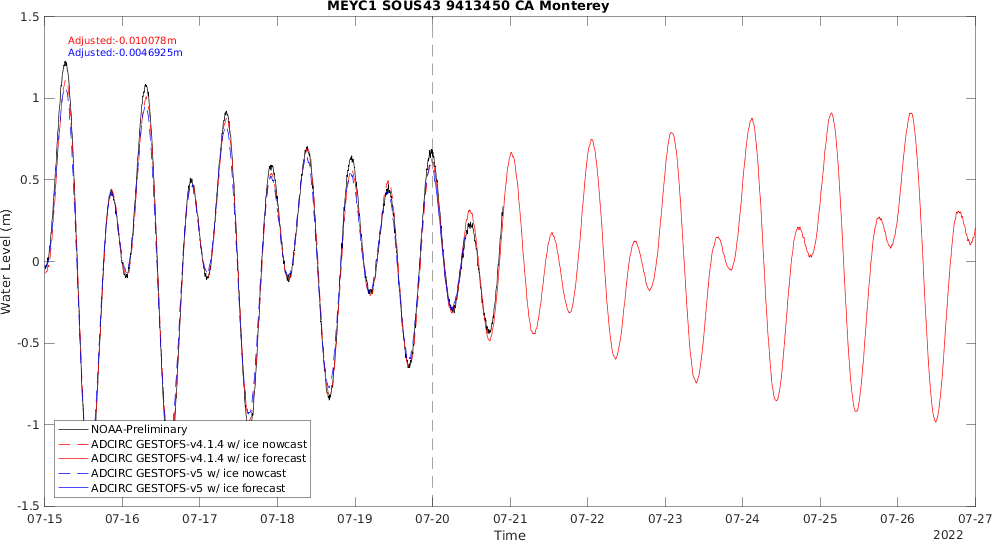 MEYC1 SOUS43 9413450 CA Monterey
Adjusted:-0.010078m
Adjusted:-0.0046925m
1.5
1
0.5
0
-0.5
-1
-1.5
Water Level (m)
NOAA-Preliminary
ADCIRC GESTOFS-v4.1.4 w/ ice nowcast
ADCIRC GESTOFS-v4.1.4 w/ ice forecast
ADCIRC GESTOFS-v5 w/ ice nowcast
ADCIRC GESTOFS-v5 w/ ice forecast
07-15 07-16 07-17 07-18 07-19 07-20 07-21 07-22 07-23 07-24 07-25 07-26 07-27
Time
2022